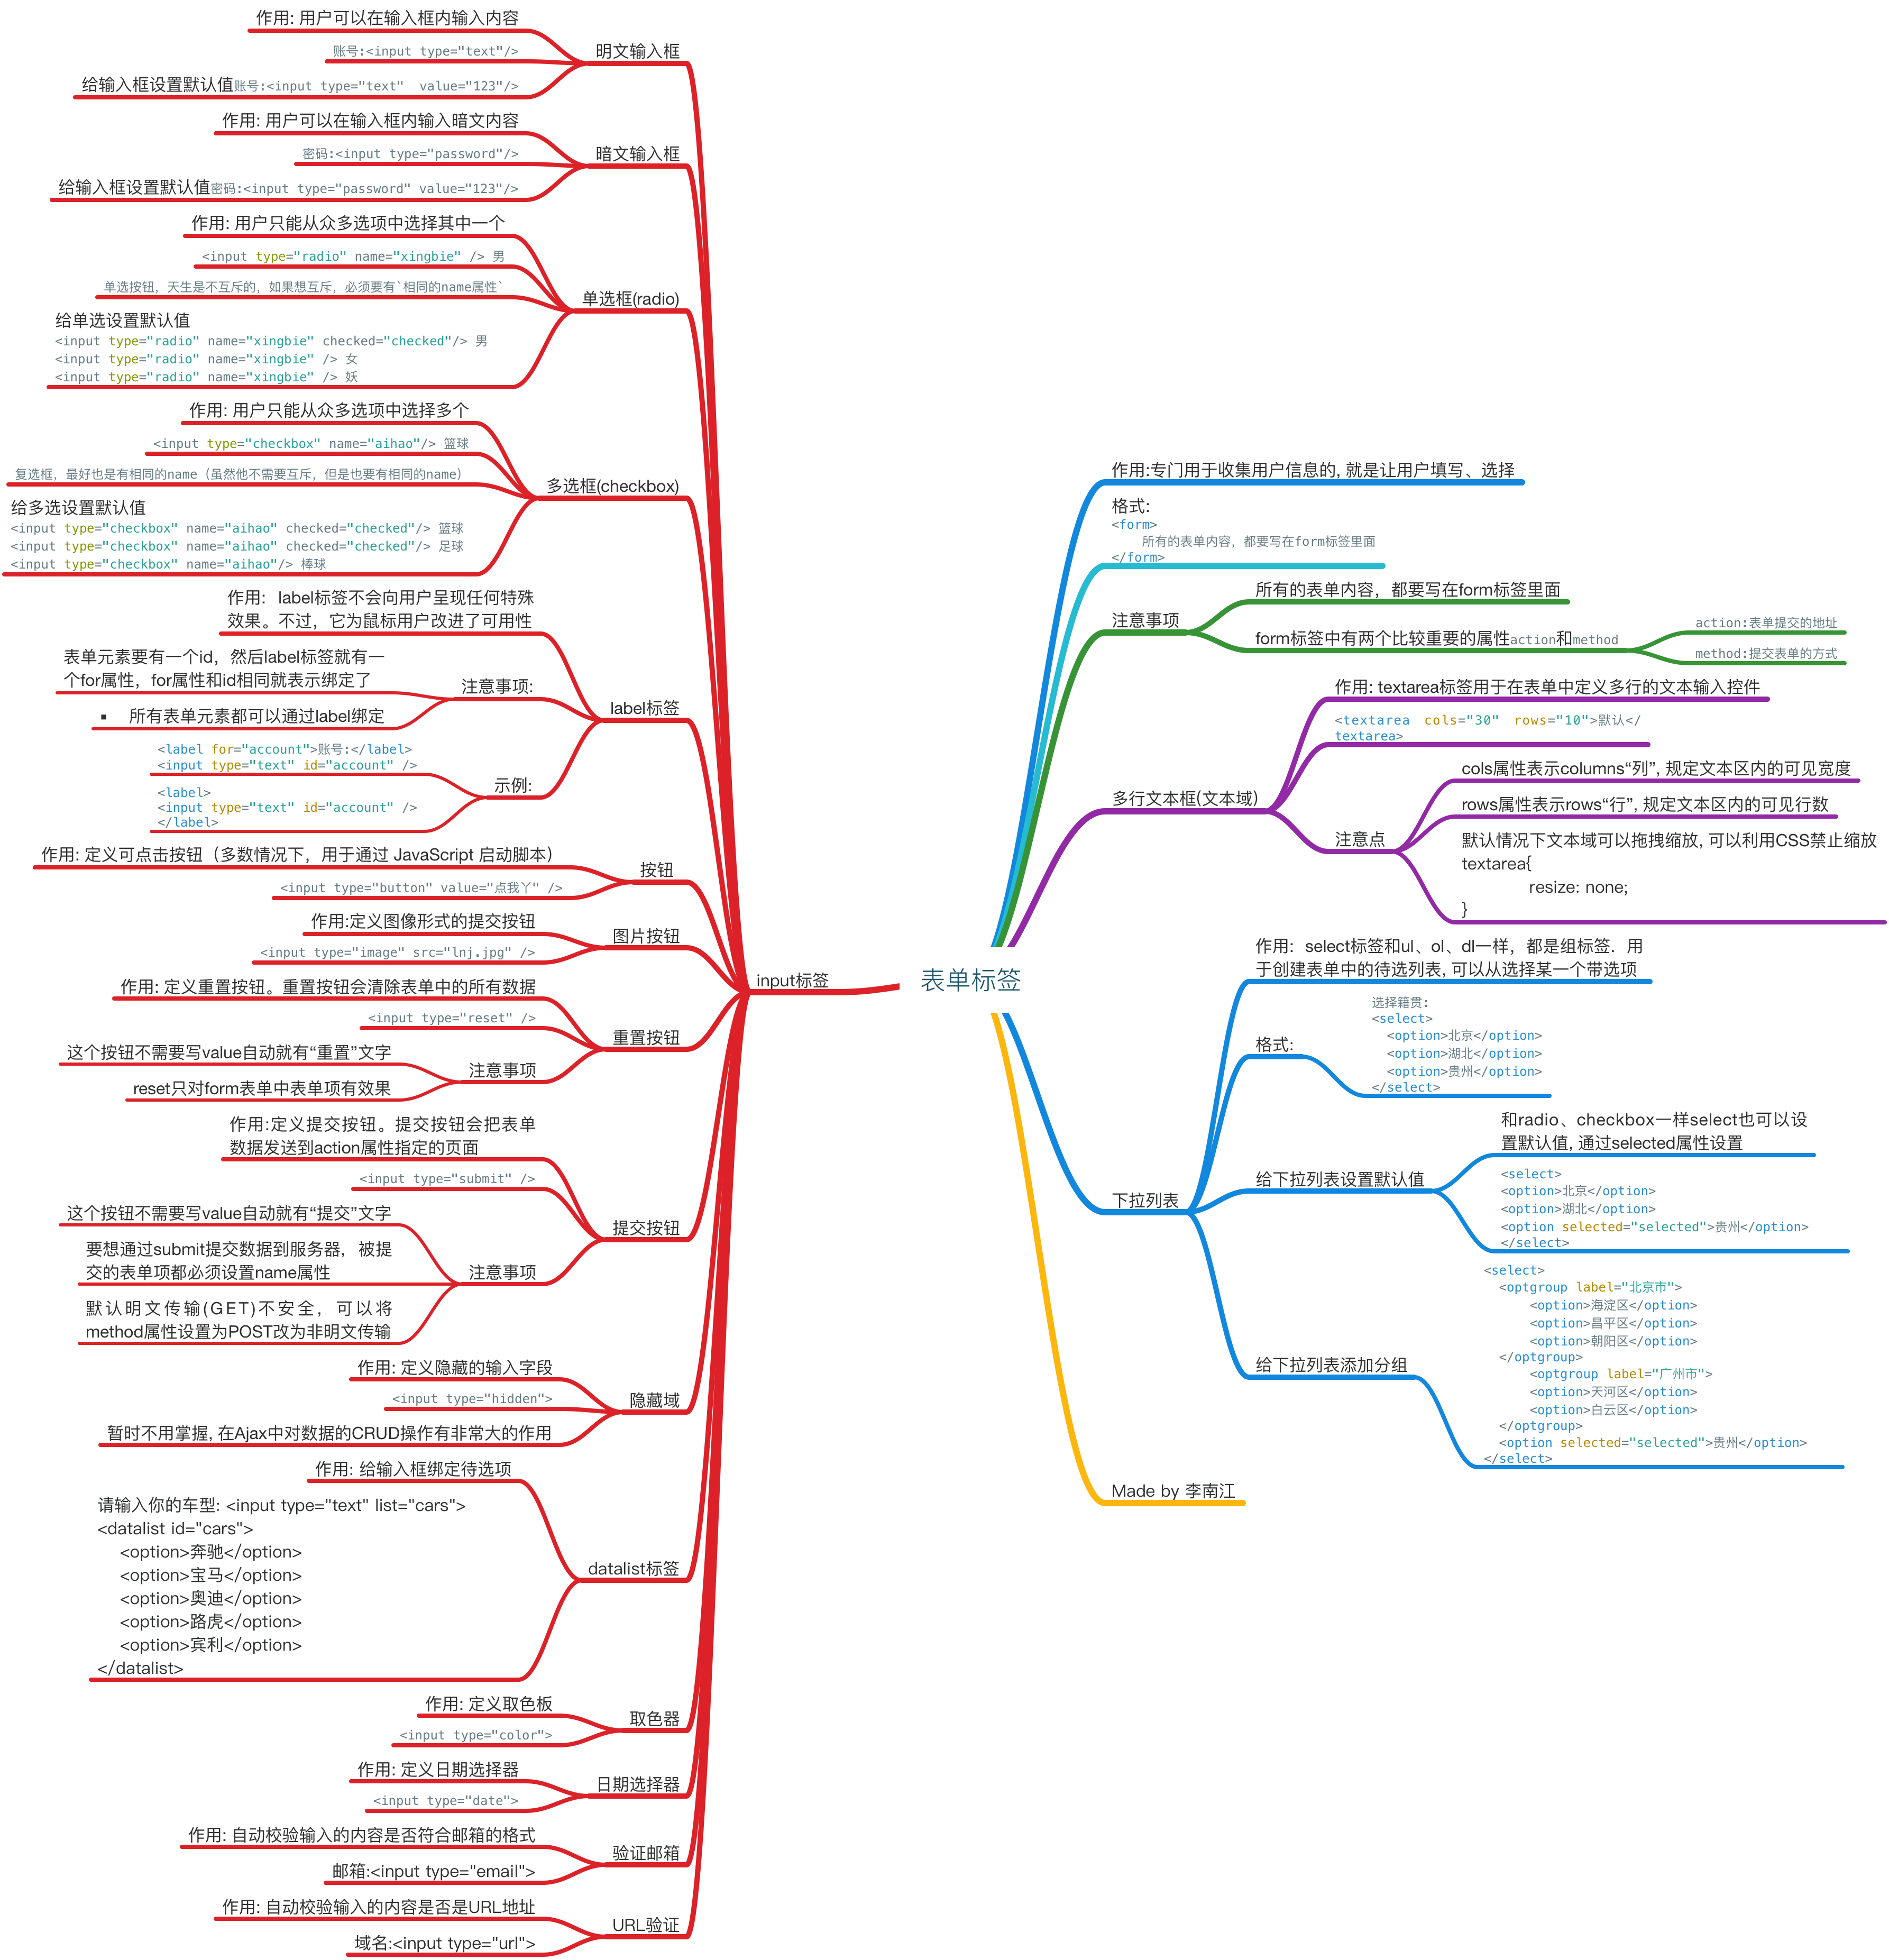 表单标签
input标签
明文输入框
作用: 用户可以在输入框内输入内容
账号:<input type="text"/>
给输入框设置默认值账号:<input type="text"  value="123"/>
暗文输入框
作用: 用户可以在输入框内输入暗文内容
密码:<input type="password"/>
给输入框设置默认值密码:<input type="password" value="123"/>
单选框(radio)
作用: 用户只能从众多选项中选择其中一个
<input type="radio" name="xingbie" /> 男
单选按钮，天生是不互斥的，如果想互斥，必须要有`相同的name属性`
给单选设置默认值
<input type="radio" name="xingbie" checked="checked"/> 男
<input type="radio" name="xingbie" /> 女
<input type="radio" name="xingbie" /> 妖
多选框(checkbox)
作用: 用户只能从众多选项中选择多个
<input type="checkbox" name="aihao"/> 篮球
复选框，最好也是有相同的name（虽然他不需要互斥，但是也要有相同的name）
给多选设置默认值
<input type="checkbox" name="aihao" checked="checked"/> 篮球
<input type="checkbox" name="aihao" checked="checked"/> 足球
<input type="checkbox" name="aihao"/> 棒球
label标签
作用：label标签不会向用户呈现任何特殊
效果。不过，它为鼠标用户改进了可用性
注意事项:
表单元素要有一个id，然后label标签就有一
个for属性，for属性和id相同就表示绑定了
▪ 所有表单元素都可以通过label绑定
示例:
<label for="account">账号:</label>
<input type="text" id="account" />
<label>
<input type="text" id="account" />
</label>
按钮
作用: 定义可点击按钮（多数情况下，用于通过 JavaScript 启动脚本）
<input type="button" value="点我丫" />
图片按钮
作用:定义图像形式的提交按钮
<input type="image" src="lnj.jpg" />
重置按钮
作用: 定义重置按钮。重置按钮会清除表单中的所有数据
<input type="reset" />
注意事项
这个按钮不需要写value自动就有“重置”文字
reset只对form表单中表单项有效果
提交按钮
作用:定义提交按钮。提交按钮会把表单
数据发送到action属性指定的页面
<input type="submit" />
注意事项
这个按钮不需要写value自动就有“提交”文字
要想通过submit提交数据到服务器，被提
交的表单项都必须设置name属性
默认明文传输(GET)不安全，可以将
method属性设置为POST改为非明文传输
隐藏域
作用: 定义隐藏的输入字段
<input type="hidden">
暂时不用掌握, 在Ajax中对数据的CRUD操作有非常大的作用
datalist标签
作用: 给输入框绑定待选项
请输入你的车型: <input type="text" list="cars">
<datalist id="cars">
<option>奔驰</option>
<option>宝马</option>
<option>奥迪</option>
<option>路虎</option>
<option>宾利</option>
</datalist>
取色器
作用: 定义取色板
<input type="color">
日期选择器
作用: 定义日期选择器
<input type="date">
验证邮箱
作用: 自动校验输入的内容是否符合邮箱的格式
邮箱:<input type="email">
URL验证
作用: 自动校验输入的内容是否是URL地址
域名:<input type="url">
作用:专门用于收集用户信息的, 就是让用户填写、选择
格式:
<form>
所有的表单内容，都要写在form标签里面
</form>
注意事项
所有的表单内容，都要写在form标签里面
form标签中有两个比较重要的属性action和method
action:表单提交的地址
method:提交表单的方式
多行文本框(文本域)
作用: textarea标签用于在表单中定义多行的文本输入控件
<textarea  cols="30"  rows="10">默认</
textarea>
注意点
cols属性表示columns“列”, 规定文本区内的可见宽度
rows属性表示rows“行”, 规定文本区内的可见行数
默认情况下文本域可以拖拽缩放, 可以利用CSS禁止缩放
textarea{
resize: none;
}
下拉列表
作用：select标签和ul、ol、dl一样，都是组标签．用
于创建表单中的待选列表, 可以从选择某一个带选项
格式:
选择籍贯:
<select>
<option>北京</option>
<option>湖北</option>
<option>贵州</option>
</select>
给下拉列表设置默认值
和radio、checkbox一样select也可以设
置默认值, 通过selected属性设置
<select>
<option>北京</option>
<option>湖北</option>
<option selected="selected">贵州</option>
</select>
给下拉列表添加分组
<select>
<optgroup label="北京市">
<option>海淀区</option>
<option>昌平区</option>
<option>朝阳区</option>
</optgroup>
<optgroup label="广州市">
<option>天河区</option>
<option>白云区</option>
</optgroup>
<option selected="selected">贵州</option>
</select>
Made by 李南江